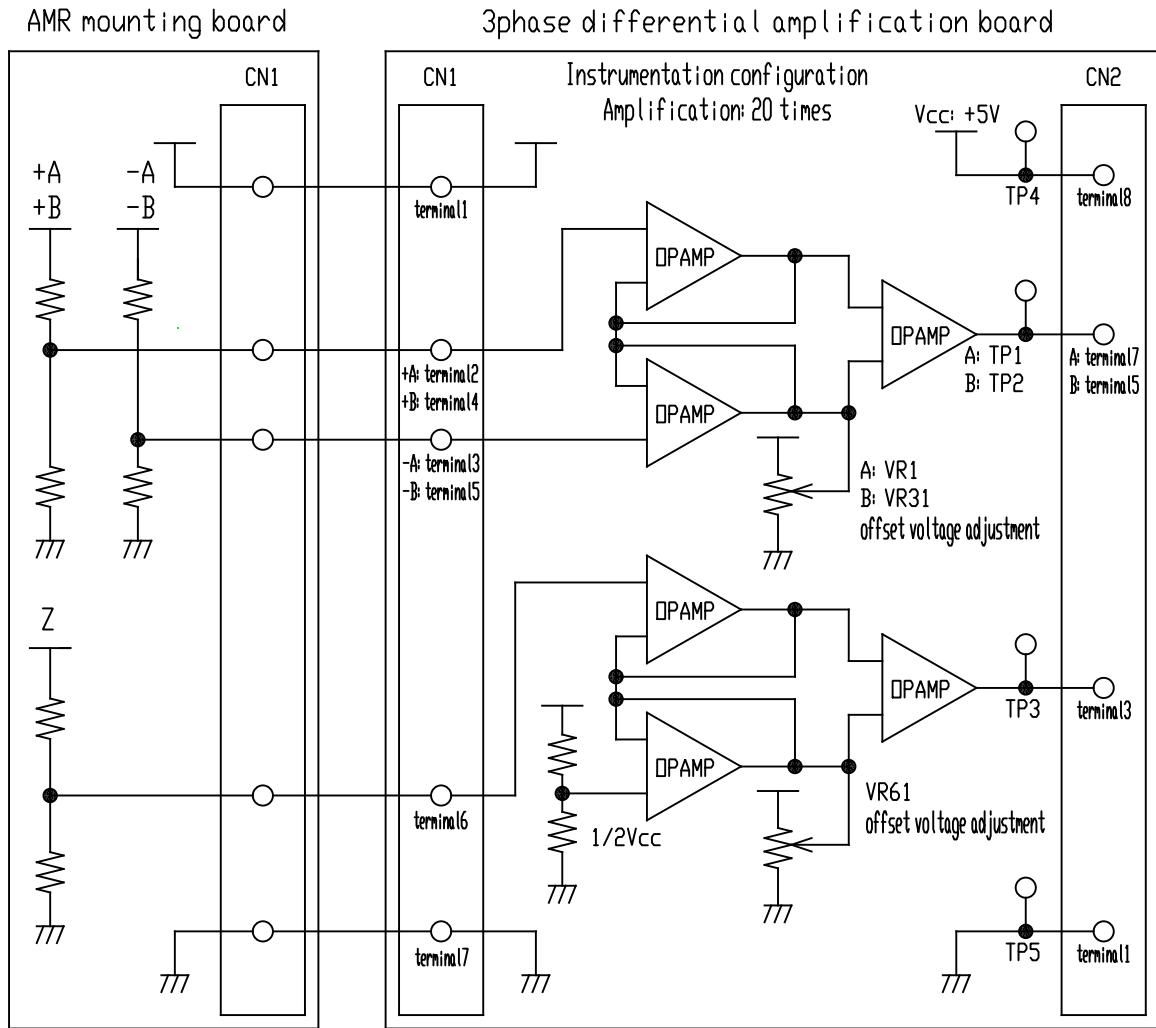 AMR mounting board
3phase differential amplification board
CN1
CN1
Instrumentation configuration
Amplification: 20 times
CN2
Vcc: +5V
+A
+B
-A
-B
terminal1
TP4
terminal8
OPAMP
OPAMP
OPAMP
A: TP1
B: TP2
A: terminal7
B: terminal5
+A: terminal2
+B: terminal4
-A: terminal3
-B: terminal5
A: VR1
B: VR31
offset voltage adjustment
Z
OPAMP
OPAMP
OPAMP
TP3
terminal3
terminal6
1/2Vcc
VR61
offset voltage adjustment
terminal7
TP5
terminal1